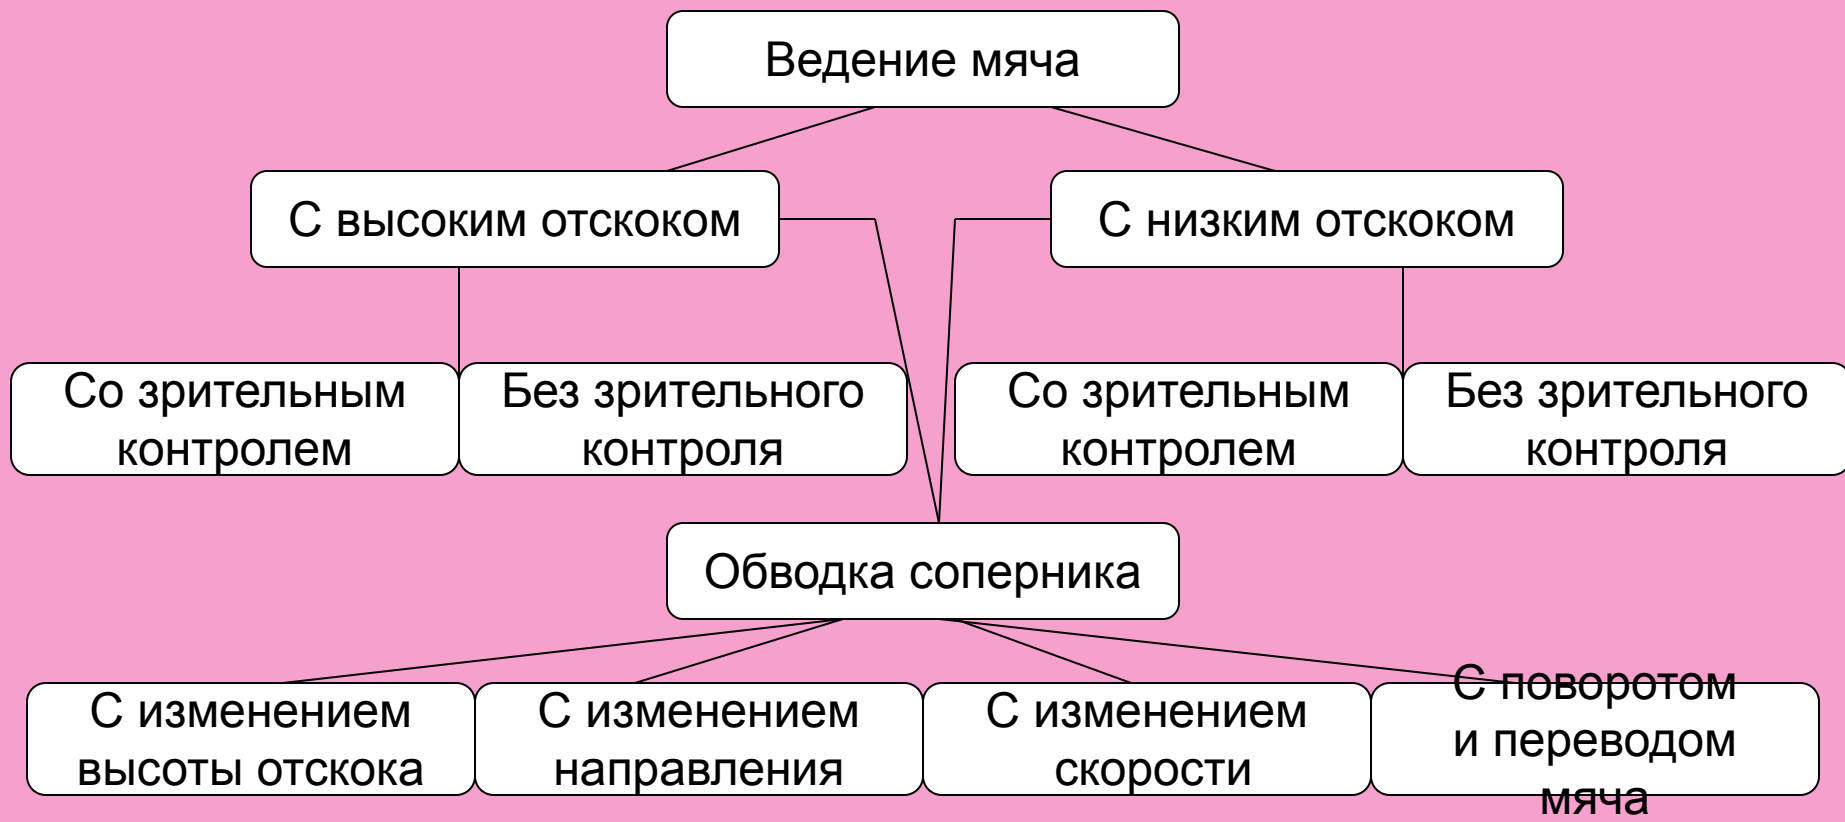 Ведение мяча
С высоким отскоком
С низким отскоком
Со зрительным
контролем
Без зрительного
контроля
Со зрительным
контролем
Без зрительного
контроля
Обводка соперника
С изменением
высоты отскока
С изменением
направления
С изменением
скорости
С поворотом
и переводом
мяча